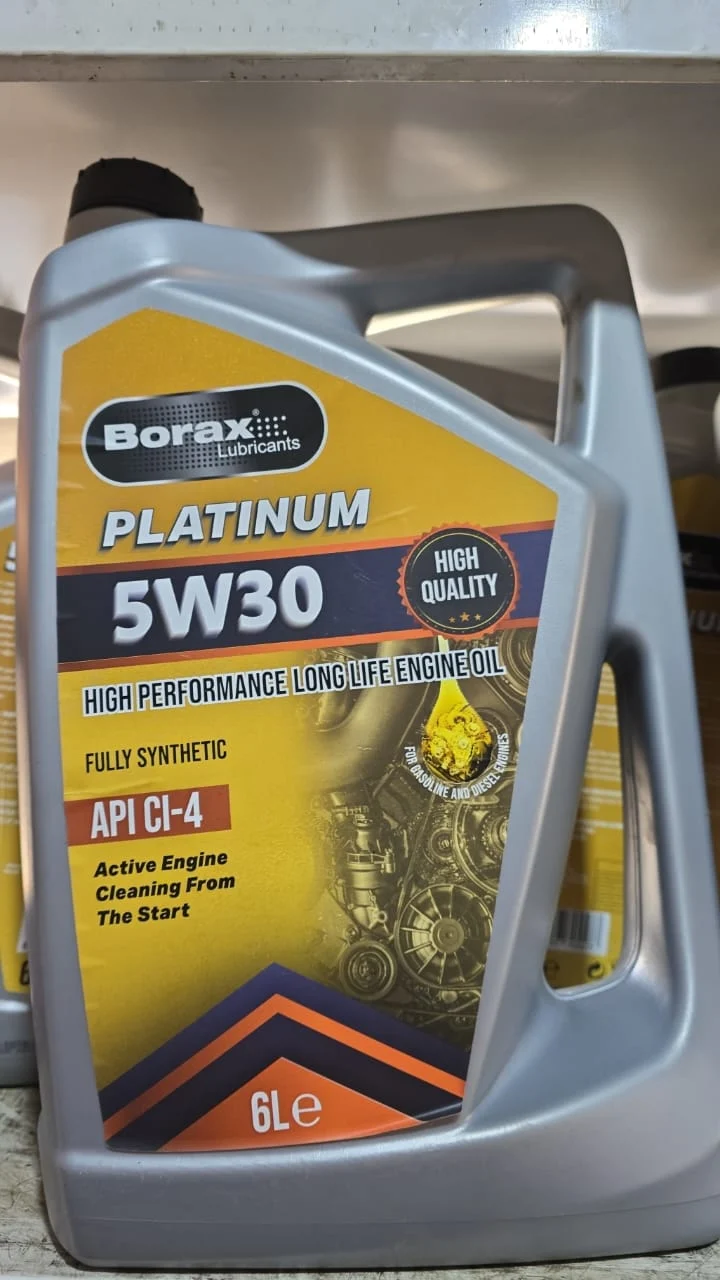 Borax®
Lubricants
PLATINUM
5W30
HIGH
QUALITY
HIGH PERFORMANCE LONG LIFE ENGINE OIL
FOR GASOLINE AND DIESEL ENGINES
FULLY SYNTHETIC
API CI-4
Active Engine
Cleaning From
The Start
6L e